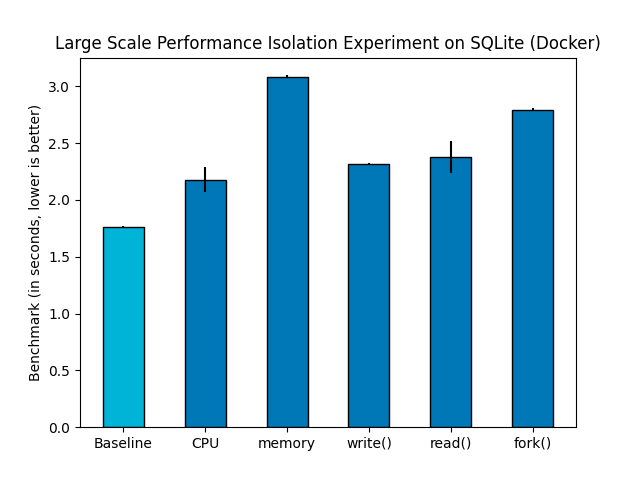 Large Scale Performance Isolation Experiment on SQLite (Docker)
Benchmark (in seconds, lower is better)
3.0
2.5
2.0
1.5
1.0
0.5
0.0
Baseline CPU memory write() read() fork()